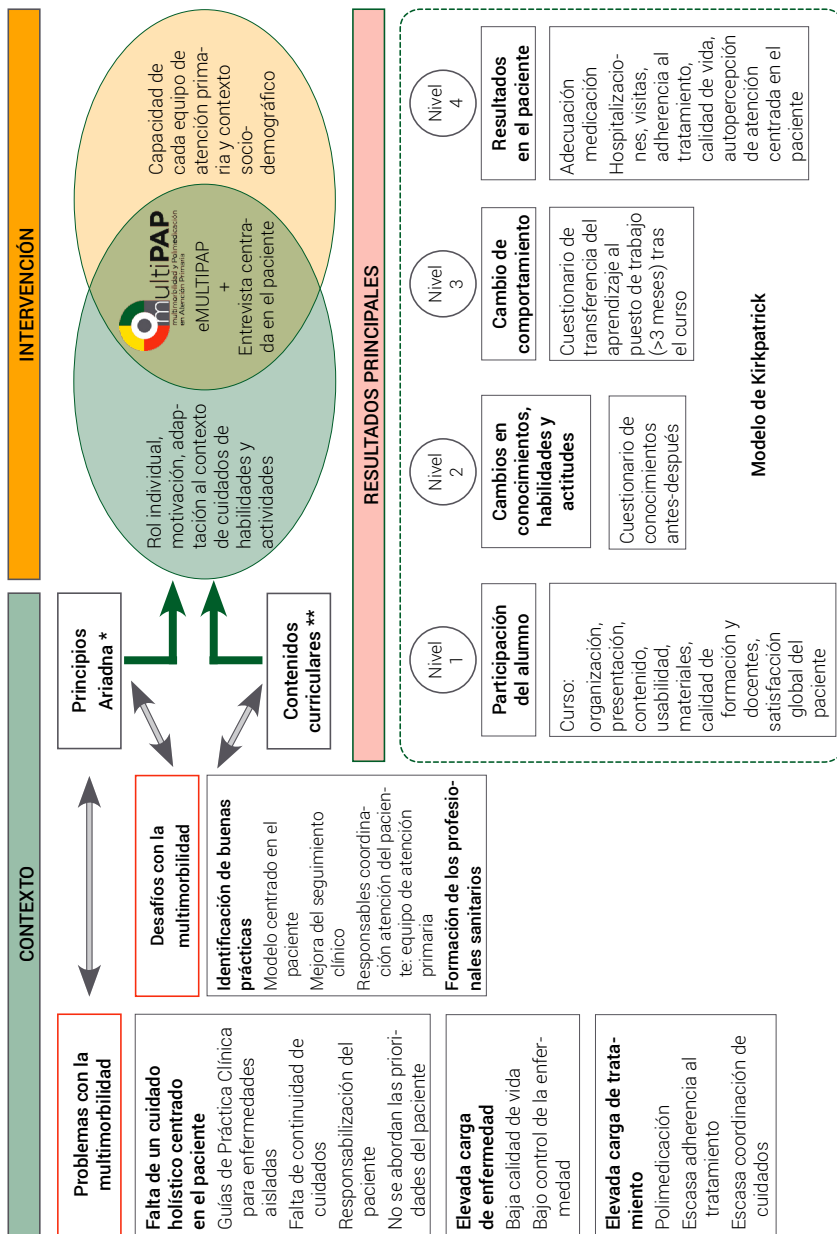 CONTEXTO
Problemas con la
multimorbilidad
Falta de un cuidado
holístico centrado
en el paciente
Guías de Práctica Clínica
para enfermedades
aisladas
Falta de continuidad de
cuidados
Responsabilización del
paciente
No se abordan las priori-
dades del paciente
Elevada carga
de enfermedad
Baja calidad de vida
Bajo control de la enfer-
medad
Elevada carga de trata-
miento
Polimedicación
Escasa adherencia al
tratamiento
Escasa coordinación de
cuidados
Desafíos con la
multimorbilidad
Identificación de buenas
prácticas
Modelo centrado en el
paciente
Mejora del seguimiento
clínico
Responsables coordina-
ción atención del pacien-
te: equipo de atención
primaria
Formación de los profesio-
nales sanitarios
Principios
Ariadna *
Contenidos
curriculares **
INTERVENCIÓN
Rol individual,
motivación, adap-
tación al contexto
de cuidados de
habilidades y
actividades
multiPAP
multimorbilidad y Polimedicación
en Atención Primaria
eMULTIPAP
+
Entrevista centra-
da en el paciente
Capacidad de
cada equipo de
atención prima-
ria y contexto
socio-
demográfico
RESULTADOS PRINCIPALES
Nivel
1
Participación
del alumno
Curso:
organización,
presentación,
contenido,
usabilidad,
materiales,
calidad de
formación y
docentes,
satisfacción
global del
paciente
Nivel
2
Cambios en
conocimientos,
habilidades y
actitudes
Cuestionario de
conocimientos
antes-después
Nivel
3
Cambio de
comportamiento
Cuestionario de
transferencia del
aprendizaje al
puesto de trabajo
(>3 meses) tras
el curso
Nivel
4
Resultados
en el paciente
Adecuación
medicación
Hospitalizacio-
nes, visitas,
adherencia al
tratamiento,
calidad de vida,
autopercepción
de atención
centrada en el
paciente
Modelo de Kirkpatrick